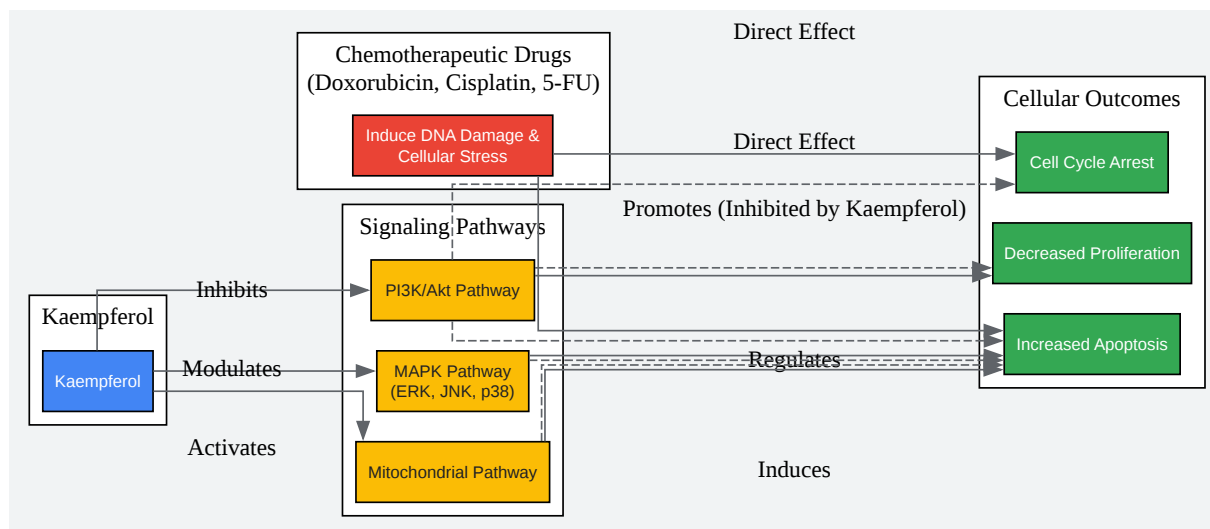 Direct Effect
Chemotherapeutic Drugs
(Doxorubicin, Cisplatin, 5-FU)
Induce DNA Damage &
Cellular Stress
Direct Effect
Cellular Outcomes
Cell Cycle Arrest
Promotes (Inhibited by Kaempferol)
Signaling Pathways
Decreased Proliferation
PI3K/Akt Pathway
Inhibits
Kaempferol
Kaempferol
Modulates
MAPK Pathway
(ERK, JNK, p38)
Regulates
Increased Apoptosis
Activates
Mitochondrial Pathway
Induces